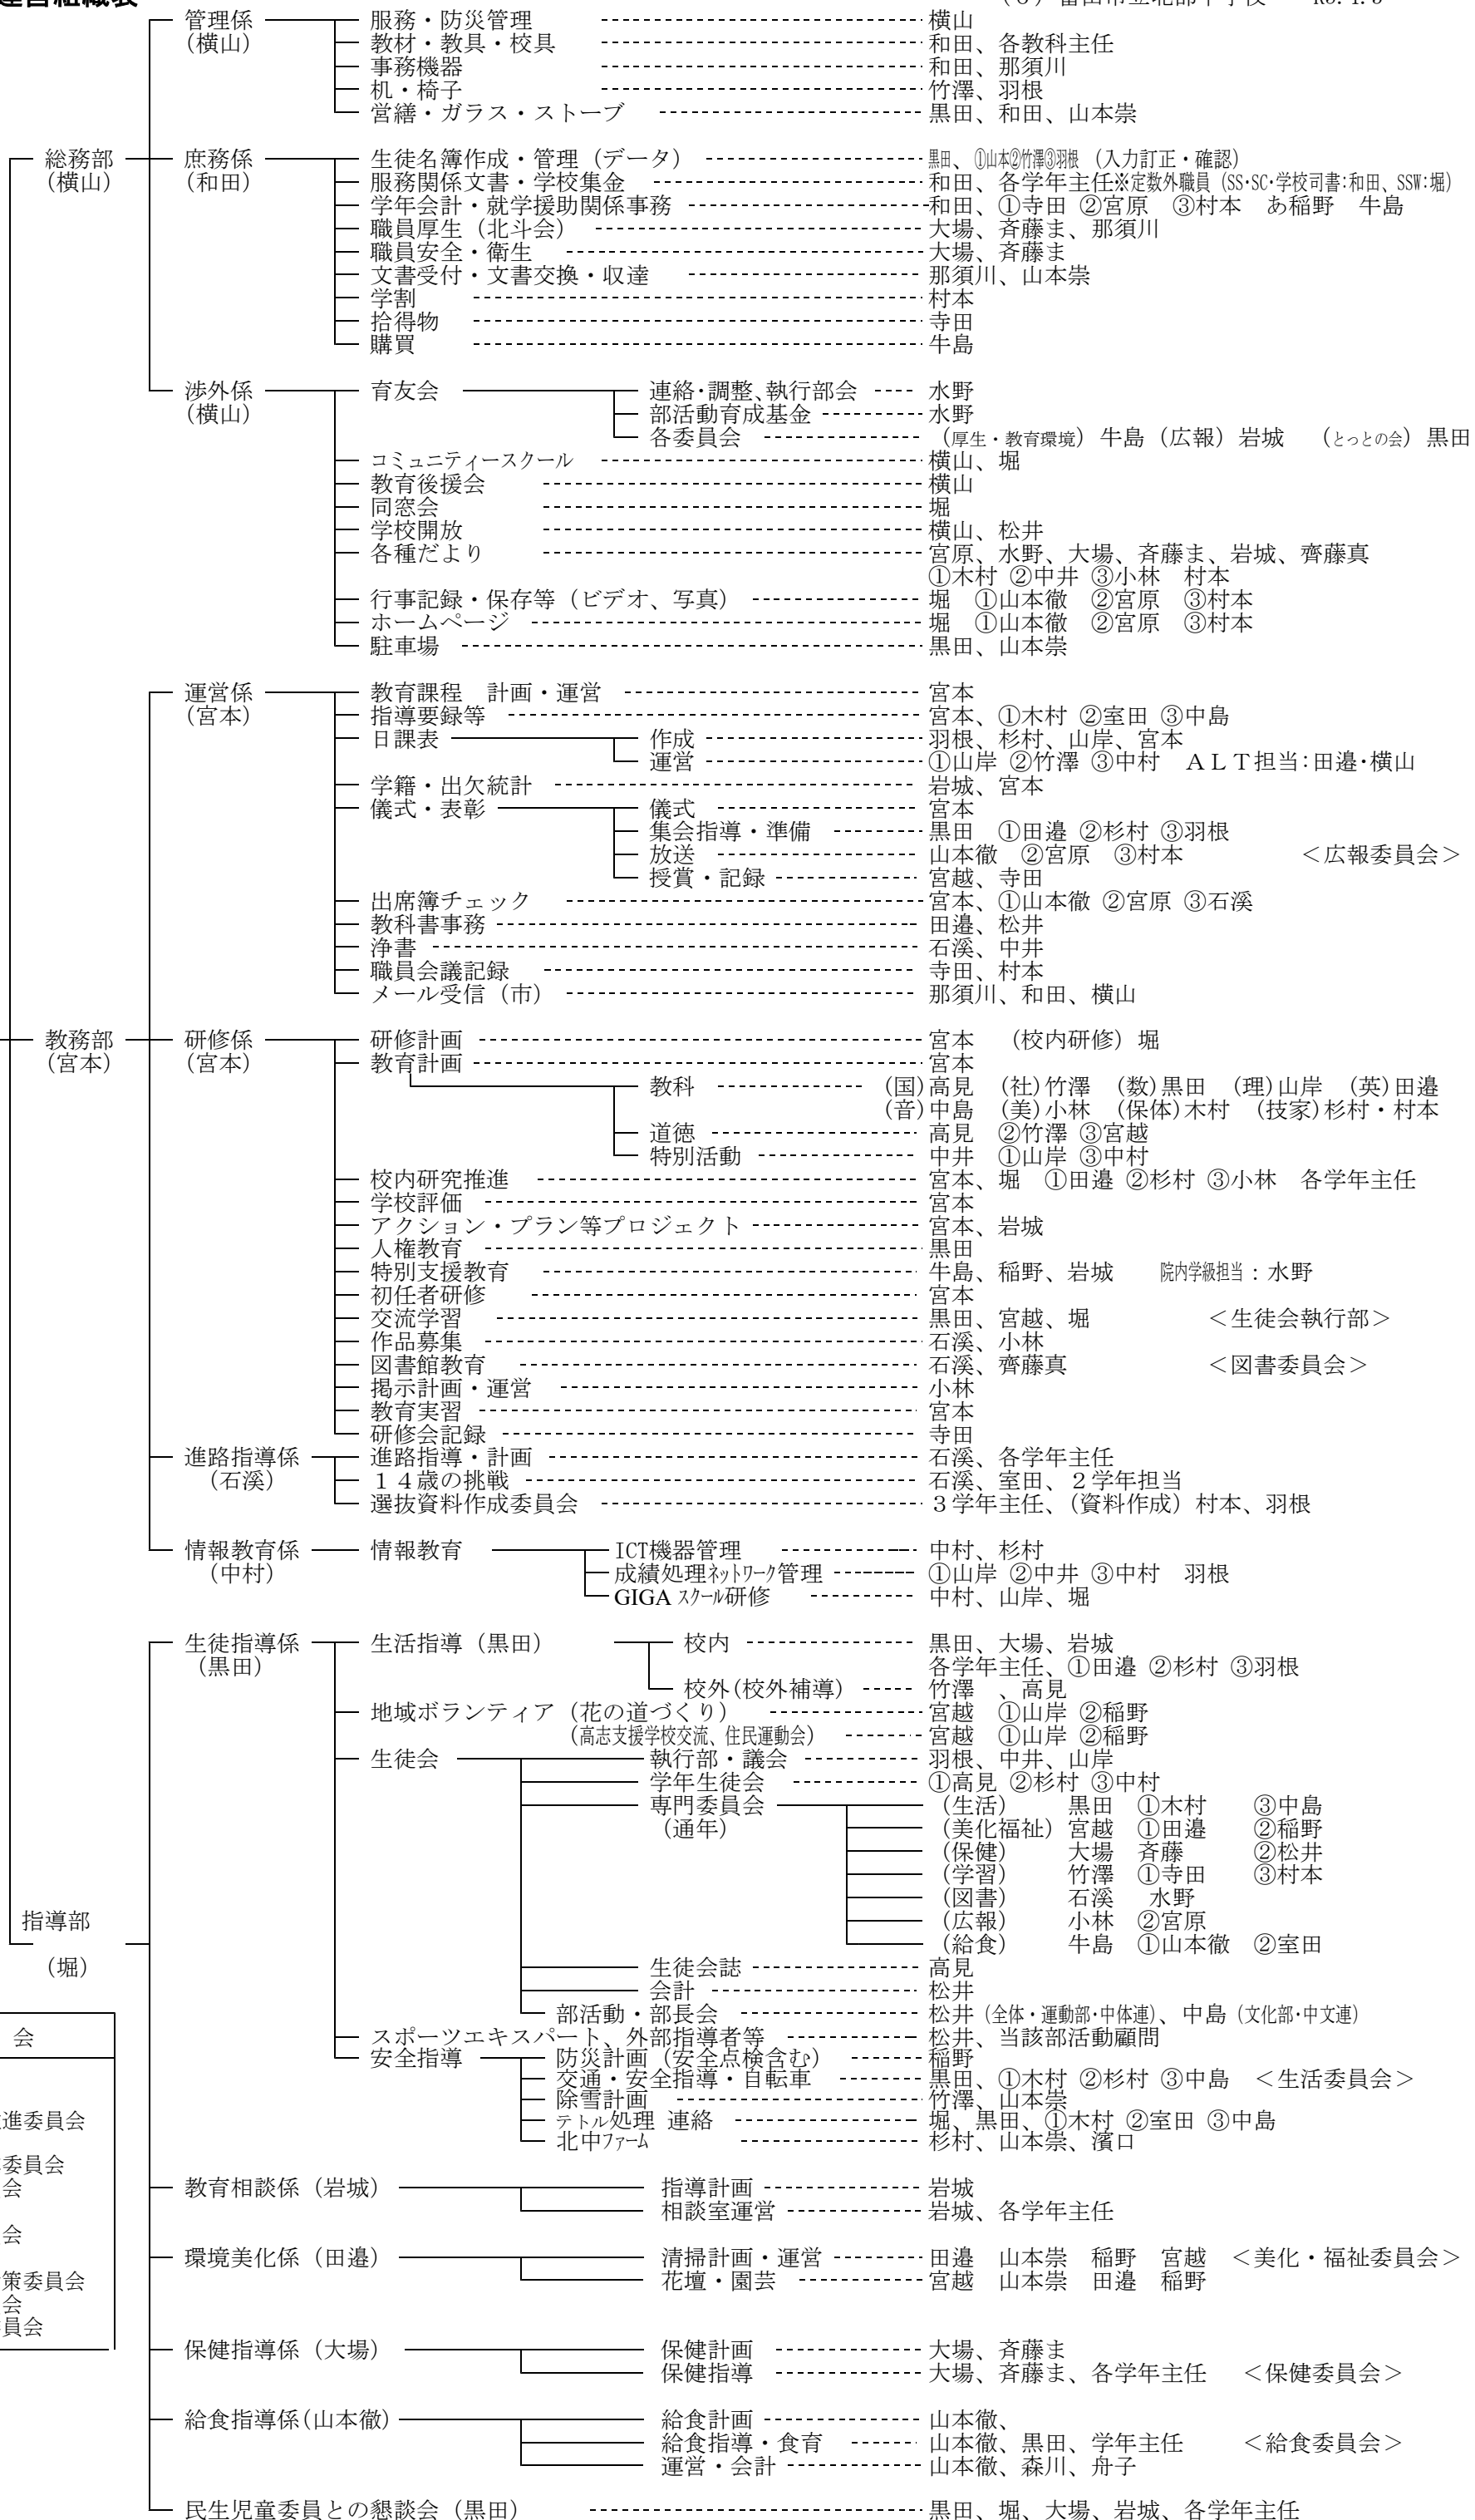 運営組織表
管理係 服務・防災管理 横山
(横山) 教材・教具・校具 和田、各教科主任
事務機器 和田、那須川
机・椅子 竹澤、羽根
営繕・ガラス・ストーブ 黒田、和田、山本崇
総務部 庶務係 生徒名簿作成・管理（データ） 黒田、①山本②竹澤③羽根（入力訂正・確認）
(横山) (和田) 服務関係文書・学校集金 和田、各学年主任※定数外職員（SS・SC・学校司書：和田、SSW：堀）
学年会計・就学援助関係事務 和田、①寺田 ②宮原 ③村本 あ稲野 牛島
職員厚生（北斗会） 大場、斉藤ま、那須川
職員安全・衛生 大場、斉藤ま
文書受付・文書交換・収達 那須川、山本崇
学割 村本
拾得物 寺田
購買 牛島
渉外係 育友会 連絡・調整、執行部会 水野
(横山) 部活動育成基金 水野
各委員会 （厚生・教育環境）牛島（広報）岩城 （とっとの会）黒田
コミュニティースクール 横山、堀
教育後援会 横山
同窓会 堀
学校開放 横山、松井
各種だより 宮原、水野、大場、斉藤ま、岩城、齊藤真
①木村 ②中井 ③小林 村本
行事記録・保存等（ビデオ、写真） 堀 ①山本徹 ②宮原 ③村本
ホームページ 堀 ①山本徹 ②宮原 ③村本
駐車場 黒田、山本崇
運営係 教育課程 計画・運営 宮本
(宮本) 指導要録等 宮本、①木村 ②室田 ③中島
日課表 作成 羽根、杉村、山岸、宮本
運営 ①山岸 ②竹澤 ③中村 ＡＬＴ担当：田邉・横山
学籍・出欠統計 岩城、宮本
儀式・表彰 儀式 宮本
集会指導・準備 黒田 ①田邉 ②杉村 ③羽根
放送 山本徹 ②宮原 ③村本 ＜広報委員会＞
授賞・記録 宮越、寺田
出席簿チェック 宮本、①山本徹 ②宮原 ③石溪
教科書事務 田邉、松井
浄書 石溪、中井
職員会議記録 寺田、村本
メール受信（市） 那須川、和田、横山
教務部 研修係 研修計画 宮本 （校内研修）堀
(宮本) (宮本) 教育計画 宮本
教科 (国)高見 (社)竹澤 (数)黒田 (理)山岸 (英)田邉
(音)中島 (美)小林 (保体)木村 (技家)杉村・村本
道徳 高見 ②竹澤 ③宮越
特別活動 中井 ①山岸 ③中村
校内研究推進 宮本、堀 ①田邉 ②杉村 ③小林 各学年主任
学校評価 宮本
アクション・プラン等プロジェクト 宮本、岩城
人権教育 黒田
特別支援教育 牛島、稲野、岩城 院内学級担当：水野
初任者研修 宮本
交流学習 黒田、宮越、堀 ＜生徒会執行部＞
作品募集 石溪、小林
図書館教育 石溪、齊藤真 ＜図書委員会＞
掲示計画・運営 小林
教育実習 宮本
研修会記録 寺田
進路指導係 進路指導・計画 石溪、各学年主任
（石溪） １４歳の挑戦 石溪、室田、２学年担当
選抜資料作成委員会 ３学年主任、（資料作成）村本、羽根
情報教育係 情報教育 ICT機器管理 中村、杉村
（中村） 成績処理ﾈｯﾄﾜｰｸ管理 ①山岸 ②中井 ③中村 羽根
GIGA ｽｸｰﾙ研修 中村、山岸、堀
生徒指導係 生活指導（黒田） 校内 黒田、大場、岩城
（黒田） 各学年主任、①田邉 ②杉村 ③羽根
校外(校外補導) 竹澤 、高見
地域ボランティア（花の道づくり） 宮越 ①山岸 ②稲野
（高志支援学校交流、住民運動会） 宮越 ①山岸 ②稲野
生徒会 執行部・議会 羽根、中井、山岸
学年生徒会 ①高見 ②杉村 ③中村
専門委員会 （生活） 黒田 ①木村 ③中島
（通年） （美化福祉）宮越 ①田邉 ②稲野
（保健） 大場 斉藤 ②松井
（学習） 竹澤 ①寺田 ③村本
（図書） 石溪 水野
指導部 （広報） 小林 ②宮原
（給食） 牛島 ①山本徹 ②室田
（堀） 生徒会誌 高見
会計 松井
部活動・部長会 松井（全体・運動部・中体連）、中島（文化部・中文連）
会 スポーツエキスパート、外部指導者等 松井、当該部活動顧問
安全指導 防災計画（安全点検含む） 稲野
交通・安全指導・自転車 黒田、①木村 ②杉村 ③中島 ＜生活委員会＞
除雪計画 竹澤、山本崇
進委員会 ﾃﾄﾙ処理 連絡 堀、黒田、①木村 ②室田 ③中島
北中ﾌｧｰﾑ 杉村、山本崇、濱口
委員会
会 教育相談係（岩城） 指導計画 岩城
相談室運営 岩城、各学年主任
会
環境美化係（田邉） 清掃計画・運営 田邉 山本崇 稲野 宮越 ＜美化・福祉委員会＞
策委員会 花壇・園芸 宮越 山本崇 田邉 稲野
会
員会
保健指導係（大場） 保健計画 大場、斉藤ま
保健指導 大場、斉藤ま、各学年主任 ＜保健委員会＞
給食指導係(山本徹) 給食計画 山本徹、
給食指導・食育 山本徹、黒田、学年主任 ＜給食委員会＞
運営・会計 山本徹、森川、舟子
民生児童委員との懇談会（黒田） 黒田、堀、大場、岩城、各学年主任